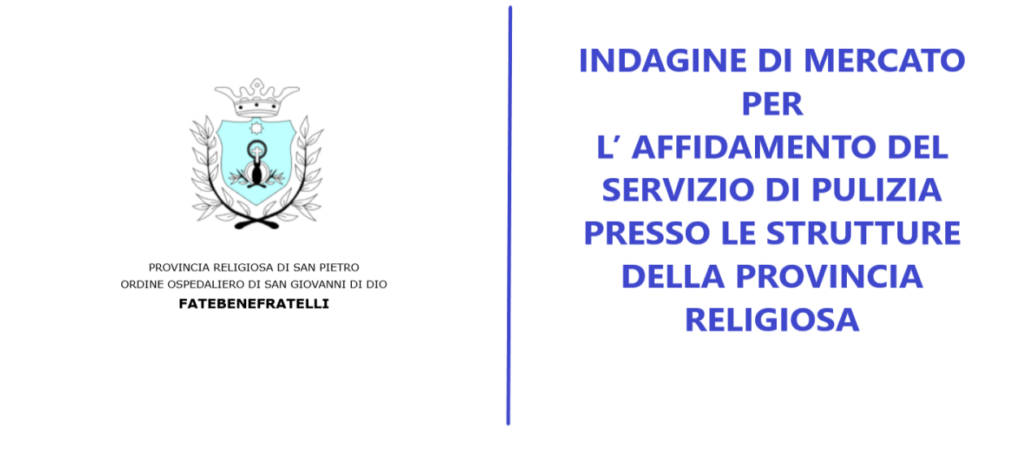 PROVINCIA RELIGIOSA DI SAN PIETRO
ORDINE OSPEDALIERO DI SAN GIOVANNI DI DIO
FATEBENEFRATELLI
INDAGINE DI MERCATO
PER
L’ AFFIDAMENTO DEL
SERVIZIO DI PULIZIA
PRESSO LE STRUTTURE
DELLA PROVINCIA
RELIGIOSA